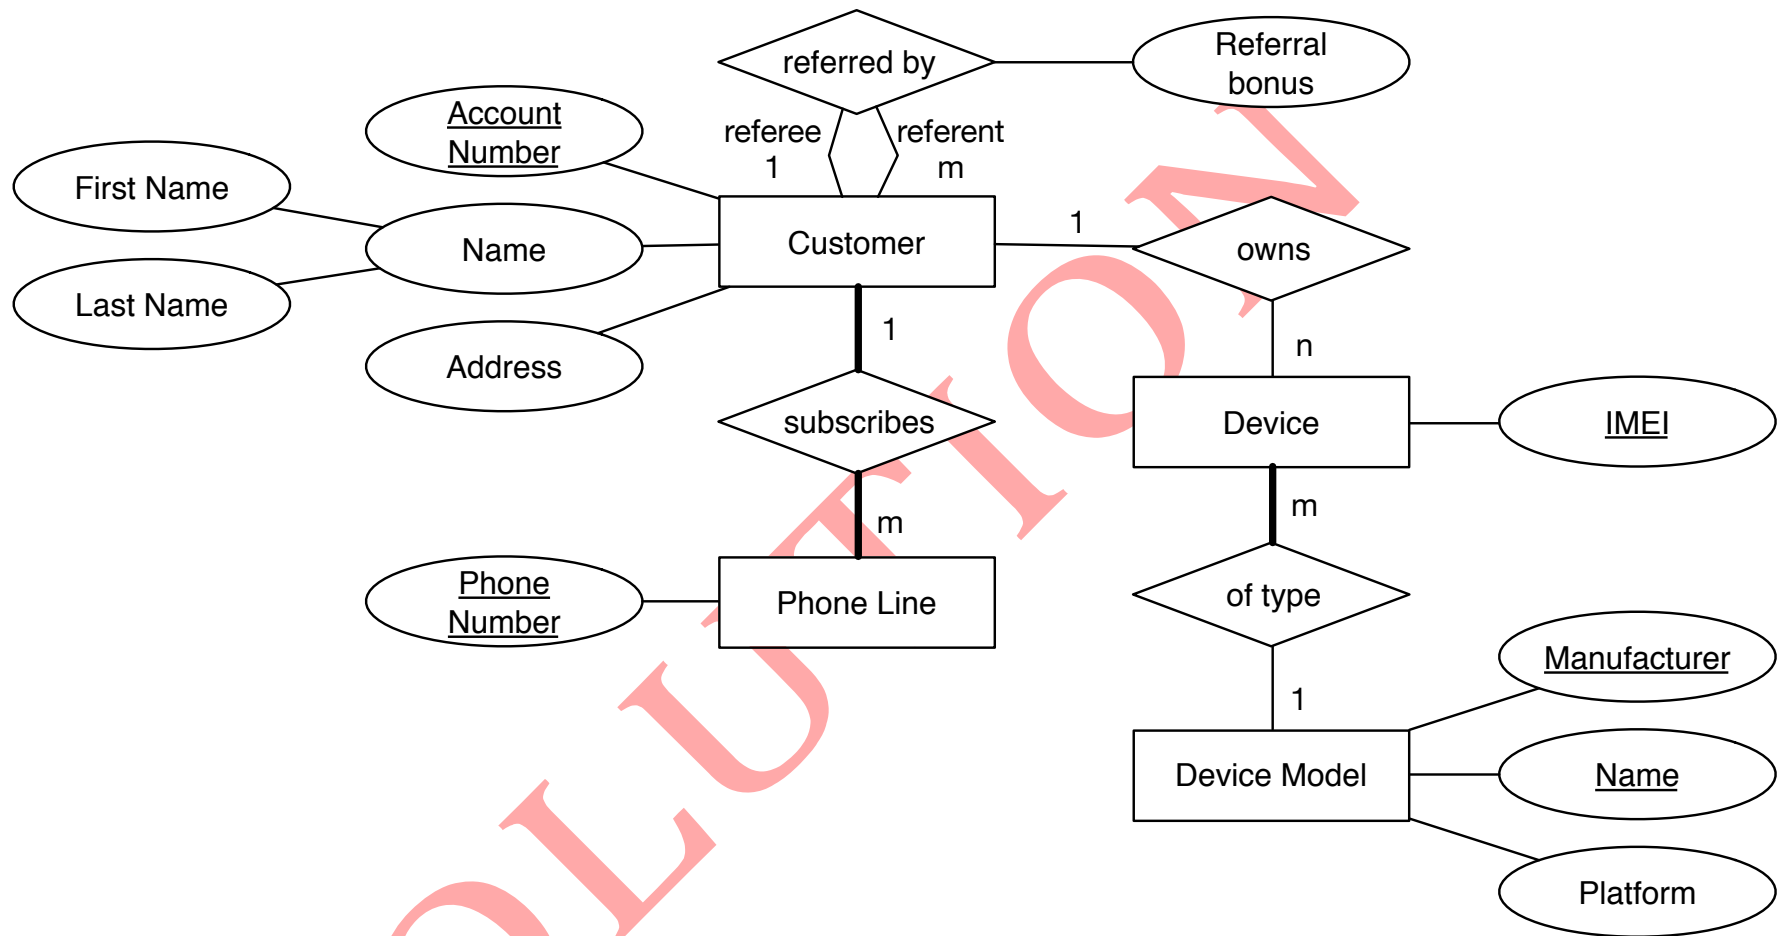 referred by
Referral
bonus
Account
Number
referee
1
referent
m
First Name
Name
Last Name
Address
Customer
1
owns
1
n
subscribes
Device
IMEI
m
m
Phone
Number
Phone Line
of type
Manufacturer
1
Device Model
Name
Platform
OLUTION